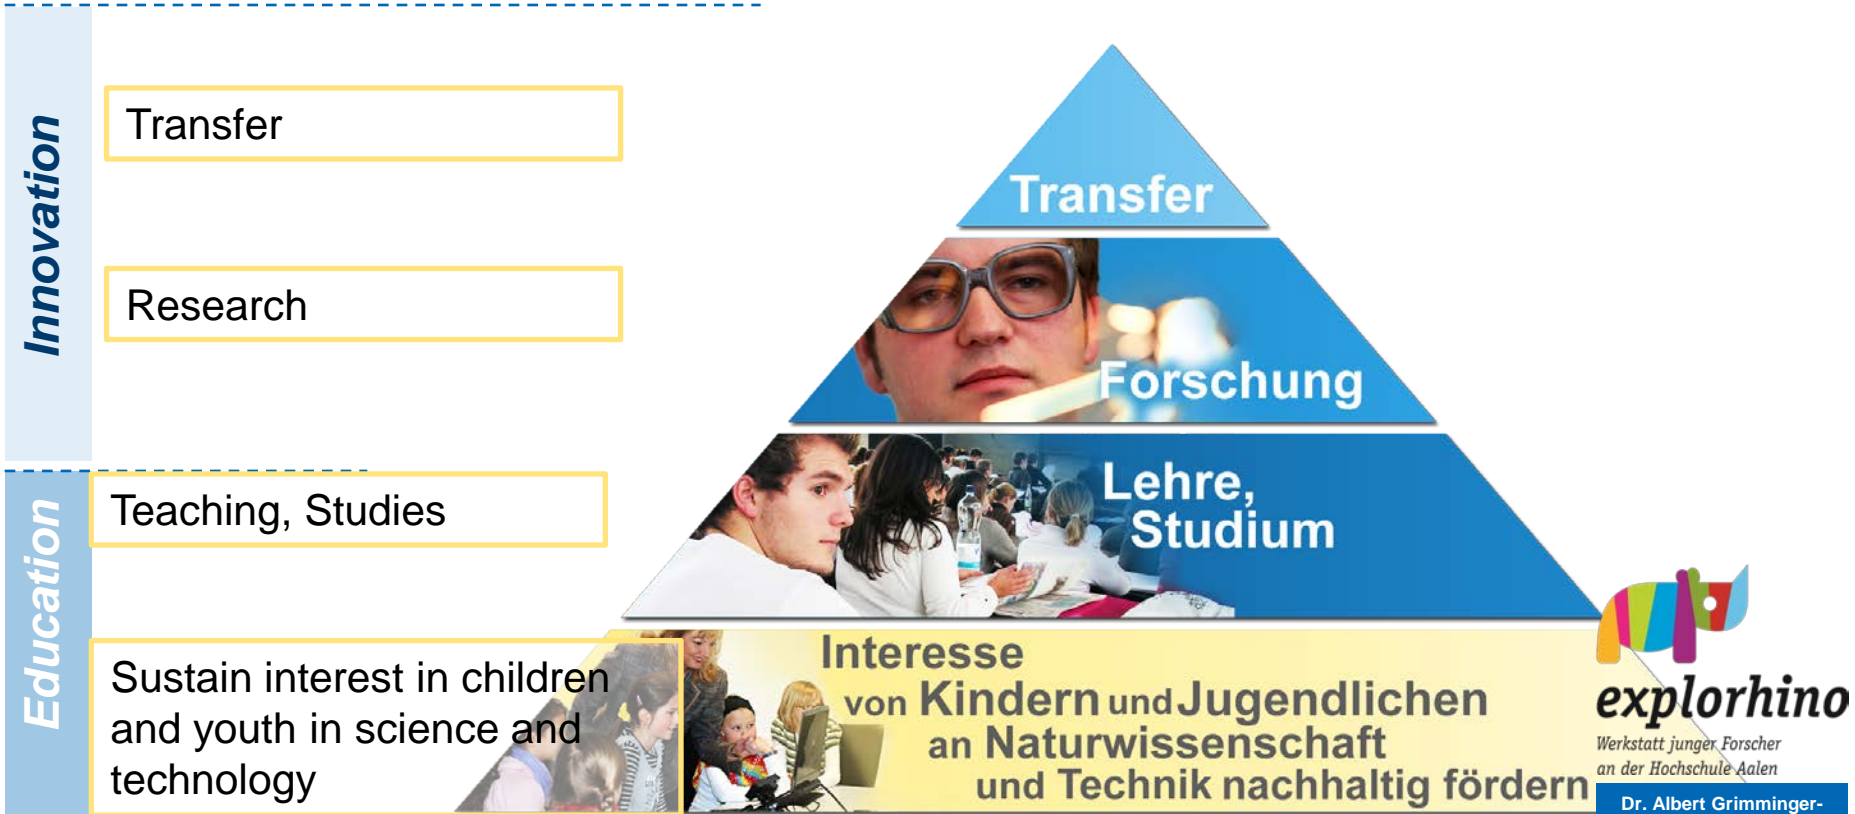 Innovation
Transfer
Research
Education
Teaching, Studies
Sustain interest in children
and youth in science and
technology
Transfer
Forschung
Lehre,
Studium
Interesse
von Kindern und Jugendlichen
an Naturwissenschaft
und Technik nachhaltig fördern
explorhino
Werkstatt junger Forscher
an der Hochschule Aalen
Dr. Albert Grimminger-